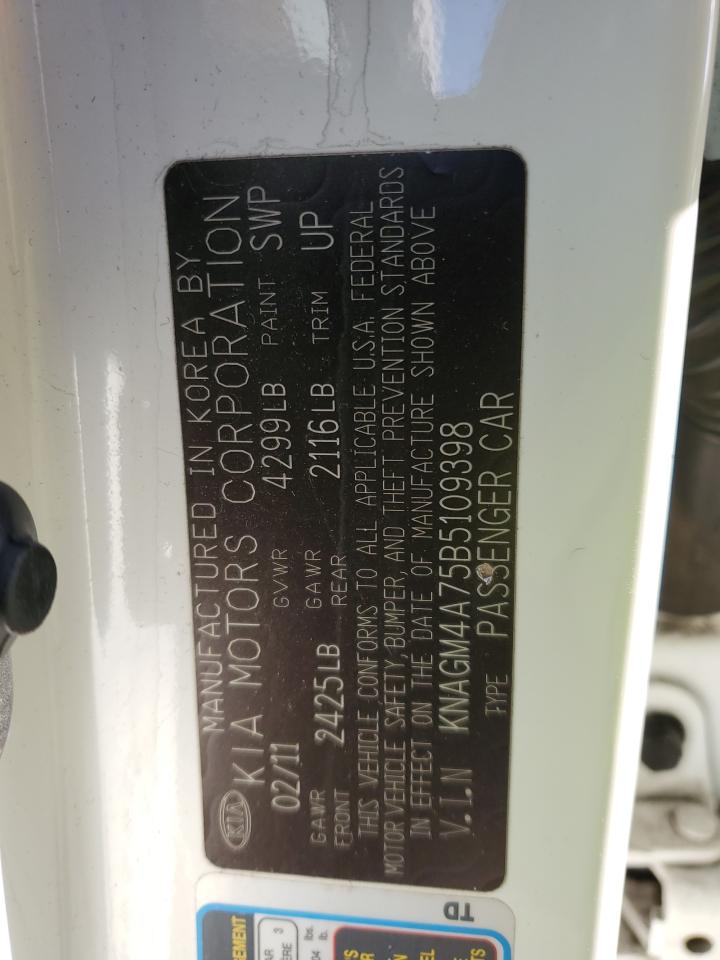 MANUFACTURED IN KOREA BY
KIA KIA MOTORS CORPORATION
02/11 GVWR 4299LB PAINT SWP
GAWR FRONT 2425LB GAWR REAR 2116LB TRIM UP
THIS VEHICLE CONFORMS TO ALL APPLICABLE U.S.A. FEDERAL
MOTOR VEHICLE SAFETY, BUMPER, AND THEFT PREVENTION STANDARDS
IN EFFECT ON THE DATE OF MANUFACTURE SHOWN ABOVE
V.I.N KNAGM4A75B5109398
TYPE PASSENGER CAR
TD